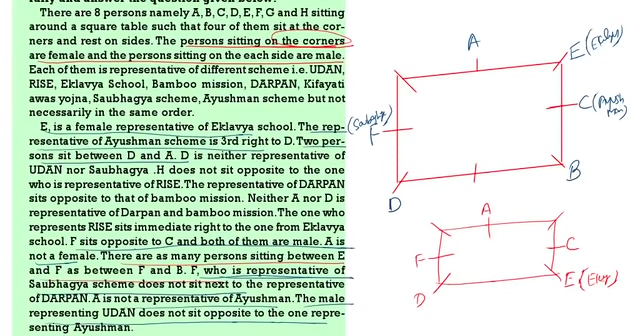 There are 8 persons namely A, B, C, D, E, F, G and H sitting
around a square table such that four of them sit at the cor-
ners and rest on sides. The persons sitting on the corners
are female and the persons sitting on the each side are male.
Each of them is representative of different scheme i.e. UDAN,
RISE, Eklavya School, Bamboo mission, DARPAN, Kifayati
awas yojna, Saubhagya scheme, Ayushman scheme but not
necessarily in the same order.
E, is a female representative of Eklavya school. The rep-
resentative of Ayushman scheme is 3rd right to D. Two per-
sons sit between D and A. D is neither representative of
UDAN nor Saubhagya .H does not sit opposite to the one
who is representative of RISE. The representative of DARPAN
sits opposite to that of bamboo mission. Neither A nor D is
representative of Darpan and bamboo mission. The one who
represents RISE sits immediate right to the one from Eklavya
school. F sits opposite to C and both of them are male. A is
not a female. There are as many persons sitting between E
and F as between F and B. F, who is representative of
Saubhagya scheme does not sit next to the representative
of DARPAN. A is not a representative of Ayushman. The male
representing UDAN does not sit opposite to the one repre-
senting Ayushman.
A
E
(Saubhagya)
F
C (Ayush
man)
D
B
A
F
C
D
E